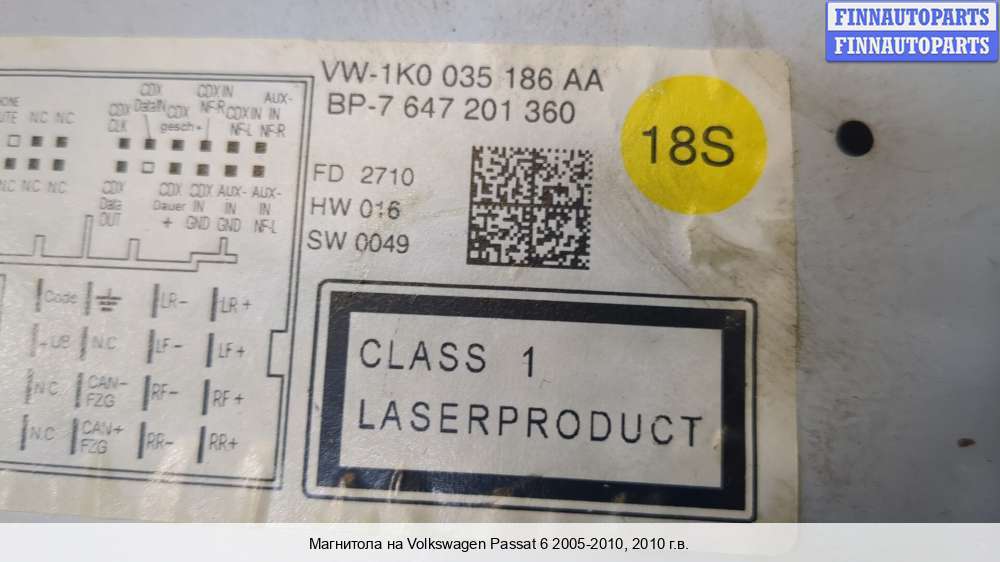 FINNAUTOPARTS
FINNAUTOPARTS
VW-1K0 035 186 AA
BP-7 647 201 360
18S
FD 2710
HW 016
SW 0049
CLASS 1
LASERPRODUCT
CDX CDX IN AUX-
CDX DataIN CDX NF-R CDX IN IN
CLK gesch+ NF-L NF-R
N.C N.C
N.C N.C
CDX CDX CDX AUX- AUX-
Data Dauer IN IN IN
OUT + GND GND NF-L
Code LR- LR+
+UB N.C LF- LF+
N.C CAN- FZG RF- RF+
N.C CAN+ FZG RR- RR+
Магнитола на Volkswagen Passat 6 2005-2010, 2010 г.в.